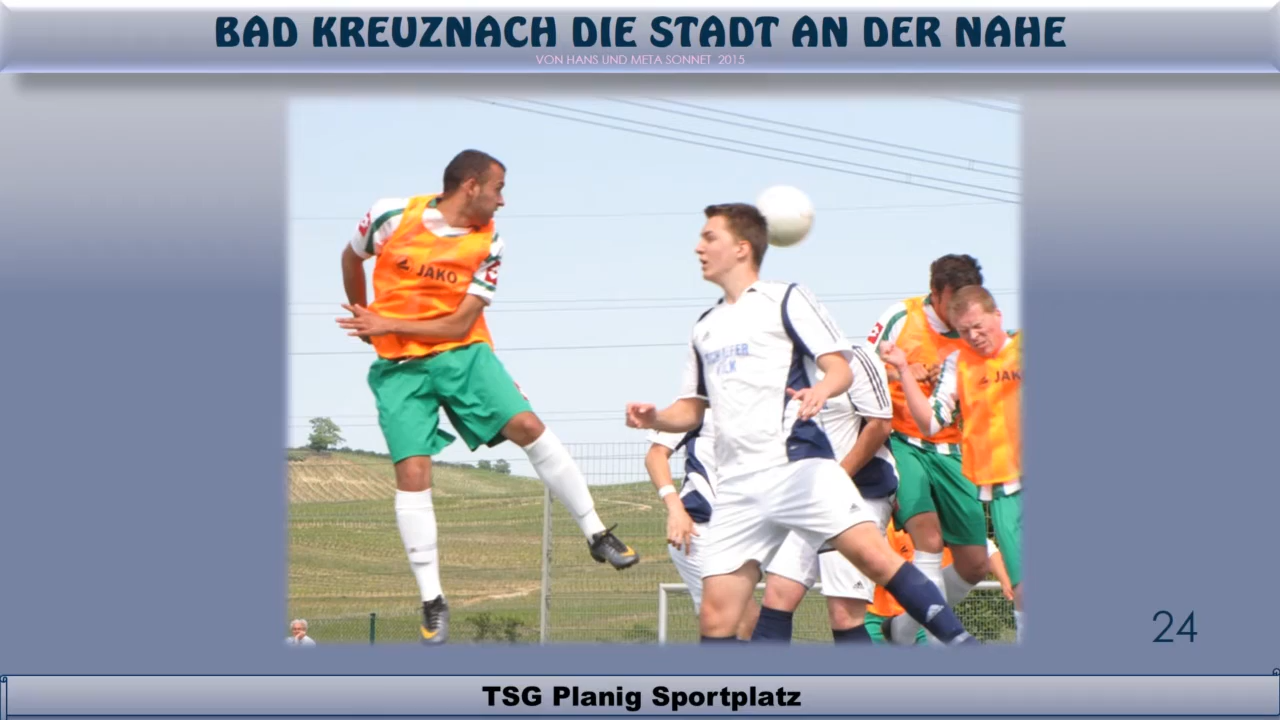 BAD KREUZNACH DIE STADT AN DER NAHE
VON HANS UND META SONNET 2015
JAKO
JAKO
24
TSG Planig Sportplatz